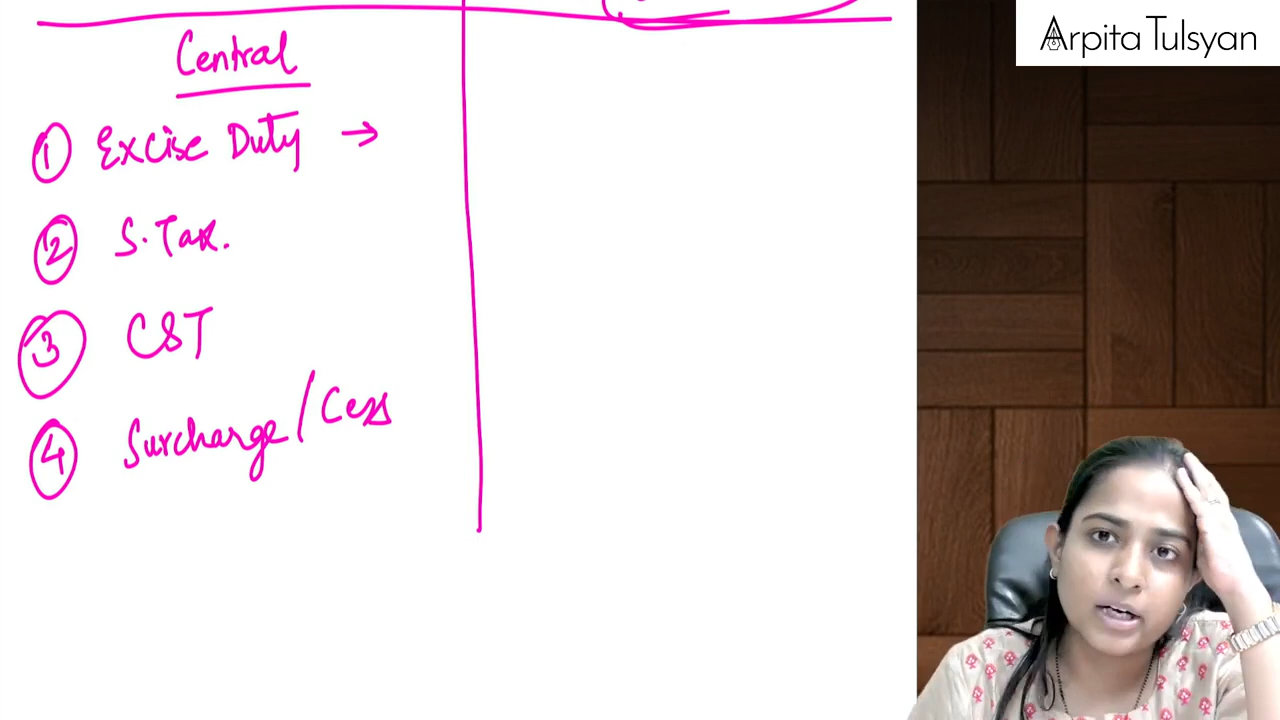 Arpita Tulsyan
Central
1 Excise Duty →
2 S. Tax.
3 CST
4 Surcharge/Cess